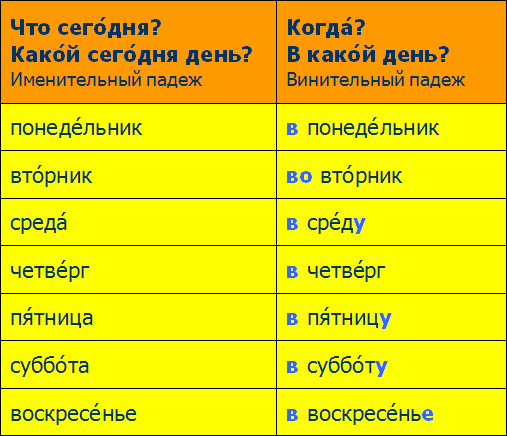 Что сего́дня?
Како́й сего́дня день?
Именительный падеж
Когда́?
В како́й день?
Винительный падеж
понеде́льник
в понеде́льник
вто́рник
во вто́рник
среда́
в сре́ду
четве́рг
в четве́рг
пя́тница
в пя́тницу
суббо́та
в суббо́ту
воскресе́нье
в воскресе́нье